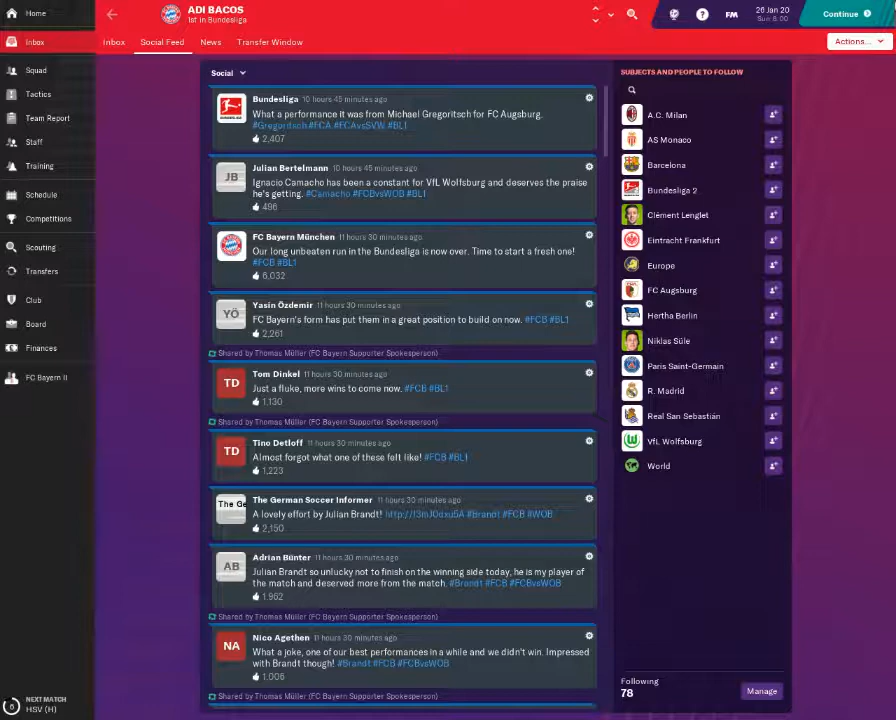 Home
ADI BACOS
1st in Bundesliga
26 Jan 20
Sun 6:00
FM
Continue
Inbox
Inbox
Social Feed
News
Transfer Window
Actions...
Squad
Tactics
Team Report
Staff
Training
Schedule
Competitions
Scouting
Transfers
Club
Board
Finances
FC Bayern II
NEXT MATCH
HSV (H)
Social
Bundesliga 10 hours 45 minutes ago
What a performance it was from Michael Gregoritsch for FC Augsburg.
#Gregoritsch #FCA #FCAvsSVW #BL1
2,407
JB
Julian Bertelmann 10 hours 45 minutes ago
Ignacio Camacho has been a constant for VfL Wolfsburg and deserves the praise
he's getting. #Camacho #FCBvsWOB #BL1
496
FC Bayern München 11 hours 30 minutes ago
Our long unbeaten run in the Bundesliga is now over. Time to start a fresh one!
#FCB #BL1
6,032
YÖ
Yasin Özdemir 11 hours 30 minutes ago
FC Bayern's form has put them in a great position to build on now. #FCB #BL1
2,261
Shared by Thomas Müller (FC Bayern Supporter Spokesperson)
TD
Tom Dinkel 11 hours 30 minutes ago
Just a fluke, more wins to come now. #FCB #BL1
1,130
Shared by Thomas Müller (FC Bayern Supporter Spokesperson)
TD
Tino Detloff 11 hours 30 minutes ago
Almost forgot what one of these felt like! #FCB #BL1
1,223
The Ge
The German Soccer Informer 11 hours 30 minutes ago
A lovely effort by Julian Brandt! #Brandt #FCB #WOB
2,150
AB
Adrian Bünter 11 hours 30 minutes ago
Julian Brandt so unlucky not to finish on the winning side today, he is my player of
the match and deserved more from the match. #Brandt #FCB #FCBvsWOB
1,962
Shared by Thomas Müller (FC Bayern Supporter Spokesperson)
NA
Nico Agethen 11 hours 30 minutes ago
What a joke, one of our best performances in a while and we didn't win. Impressed
with Brandt though! #Brandt #FCB #FCBvsWOB
1,006
Shared by Thomas Müller (FC Bayern Supporter Spokesperson)
SUBJECTS AND PEOPLE TO FOLLOW
A.C. Milan
AS Monaco
Barcelona
Bundesliga 2
Clément Lenglet
Eintracht Frankfurt
Europe
FC Augsburg
Hertha Berlin
Niklas Süle
Paris Saint-Germain
R. Madrid
Real San Sebastián
VfL Wolfsburg
World
Following
78
Manage